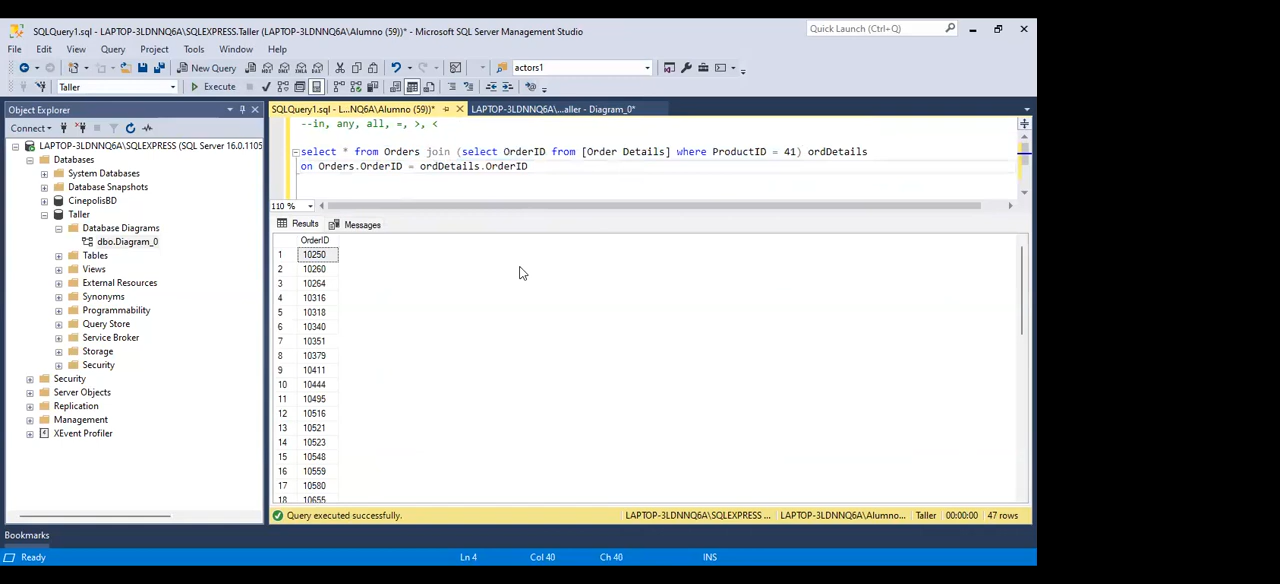 SQLQuery1.sql - LAPTOP-3LDNNQ6A\SQLEXPRESS.Taller (LAPTOP-3LDNNQ6A\Alumno (59))* - Microsoft SQL Server Management Studio
Quick Launch (Ctrl+Q)
File Edit View Query Project Tools Window Help
New Query
actors1
Taller
Execute
Object Explorer
SQLQuery1.sql - L...NQ6A\Alumno (59))*
LAPTOP-3LDNNQ6A\...aller - Diagram_0*
Connect
LAPTOP-3LDNNQ6A\SQLEXPRESS (SQL Server 16.0.1105
Databases
System Databases
Database Snapshots
CinepolisBD
Taller
Database Diagrams
dbo.Diagram_0
Tables
Views
External Resources
Synonyms
Programmability
Query Store
Service Broker
Storage
Security
Security
Server Objects
Replication
Management
XEvent Profiler
--in, any, all, =, >, <
select * from Orders join (select OrderID from [Order Details] where ProductID = 41) ordDetails
on Orders.OrderID = ordDetails.OrderID
110 %
Results Messages
OrderID
1 10250
2 10260
3 10264
4 10316
5 10318
6 10340
7 10351
8 10379
9 10411
10 10444
11 10495
12 10516
13 10521
14 10523
15 10548
16 10559
17 10580
18 10655
Query executed successfully.
LAPTOP-3LDNNQ6A\SQLEXPRESS ...
LAPTOP-3LDNNQ6A\Alumno...
Taller
00:00:00
47 rows
Bookmarks
Ready
Ln 4
Col 40
Ch 40
INS